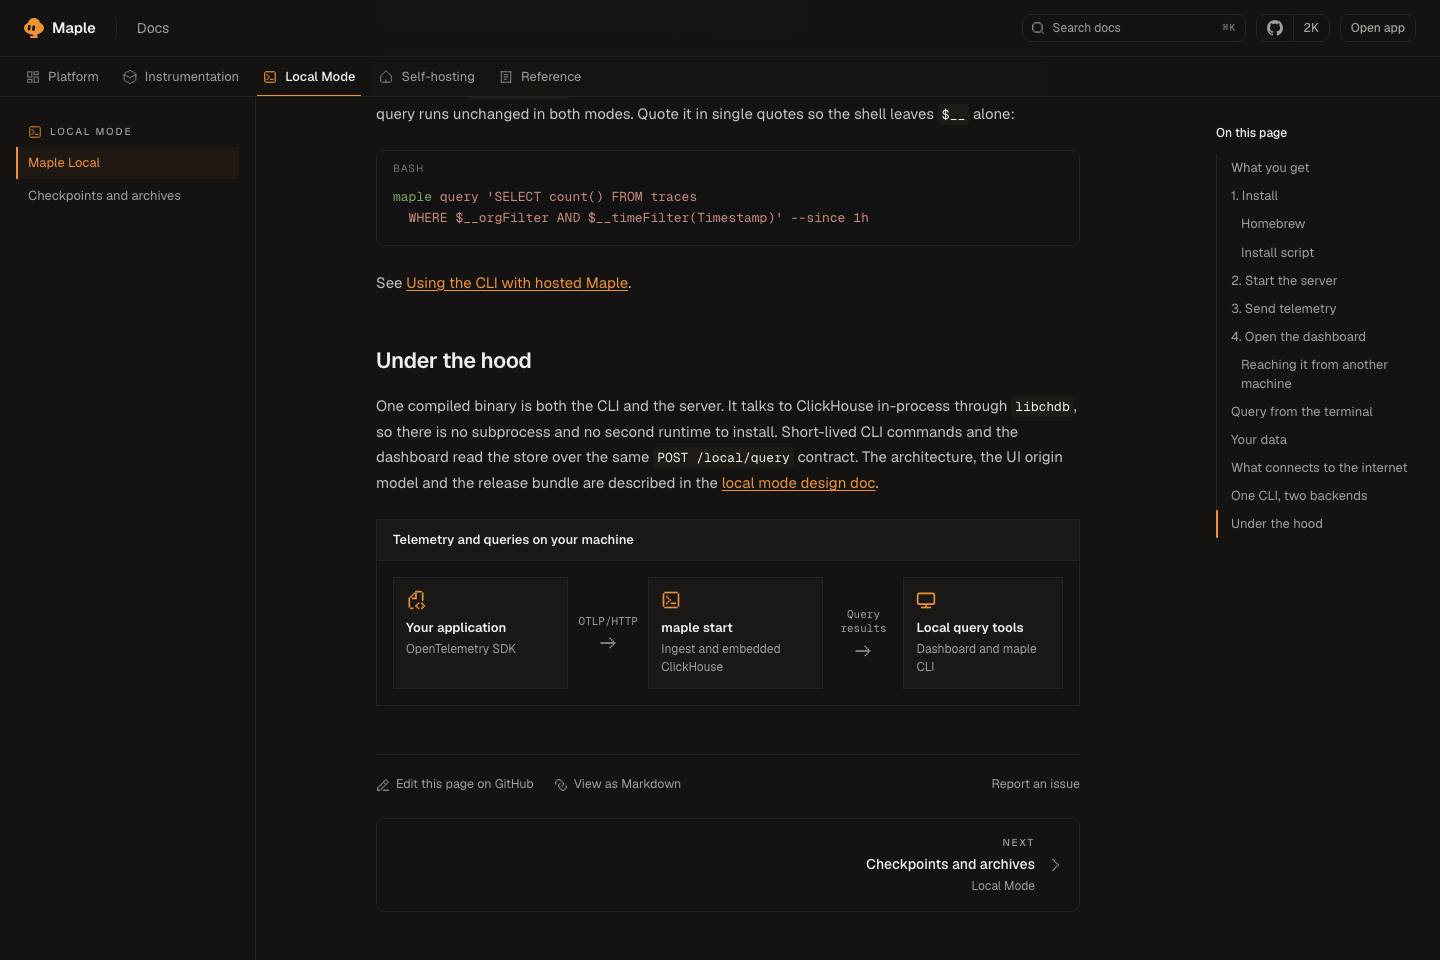 Maple
Docs
Search docs
⌘K
2K
Open app
Platform
Instrumentation
Local Mode
Self-hosting
Reference
LOCAL MODE
Maple Local
Checkpoints and archives
query runs unchanged in both modes. Quote it in single quotes so the shell leaves $__ alone:
BASH
maple query 'SELECT count() FROM traces
WHERE $__orgFilter AND $__timeFilter(Timestamp)' --since 1h
See Using the CLI with hosted Maple.
Under the hood
One compiled binary is both the CLI and the server. It talks to ClickHouse in-process through libchdb,
so there is no subprocess and no second runtime to install. Short-lived CLI commands and the
dashboard read the store over the same POST /local/query contract. The architecture, the UI origin
model and the release bundle are described in the local mode design doc.
Telemetry and queries on your machine
Your application
OpenTelemetry SDK
OTLP/HTTP
maple start
Ingest and embedded
ClickHouse
Query
results
Local query tools
Dashboard and maple
CLI
Edit this page on GitHub
View as Markdown
Report an issue
NEXT
Checkpoints and archives
Local Mode
On this page
What you get
1. Install
Homebrew
Install script
2. Start the server
3. Send telemetry
4. Open the dashboard
Reaching it from another
machine
Query from the terminal
Your data
What connects to the internet
One CLI, two backends
Under the hood